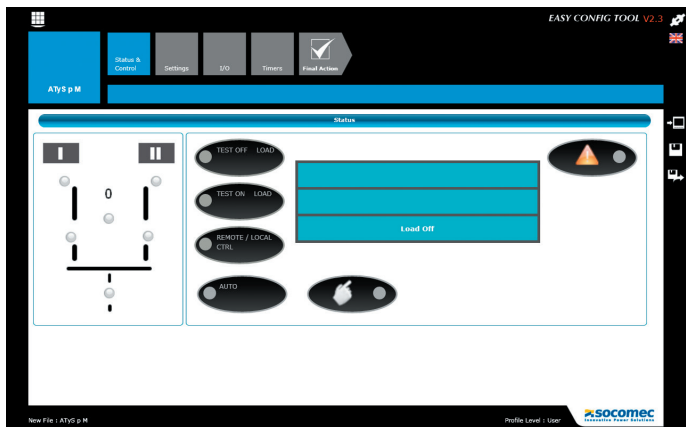 EASY CONFIG TOOL V2.3
Status & Control
Settings
I/O
Timers
Final Action
ATyS p M
Status
I
II
0
TEST OFF LOAD
TEST ON LOAD
REMOTE / LOCAL CTRL
AUTO
Load Off
New File : ATyS p M
Profile Level : User
socomec
Innovative Power Solutions